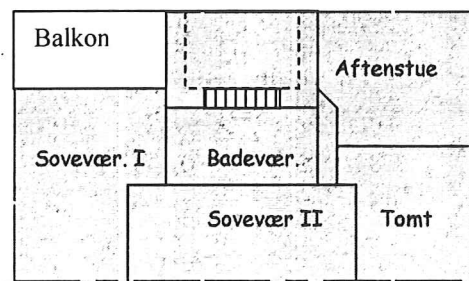 Balkon
Aftenstue
Sovevær. I
Badevær.
Sovevær II
Tomt